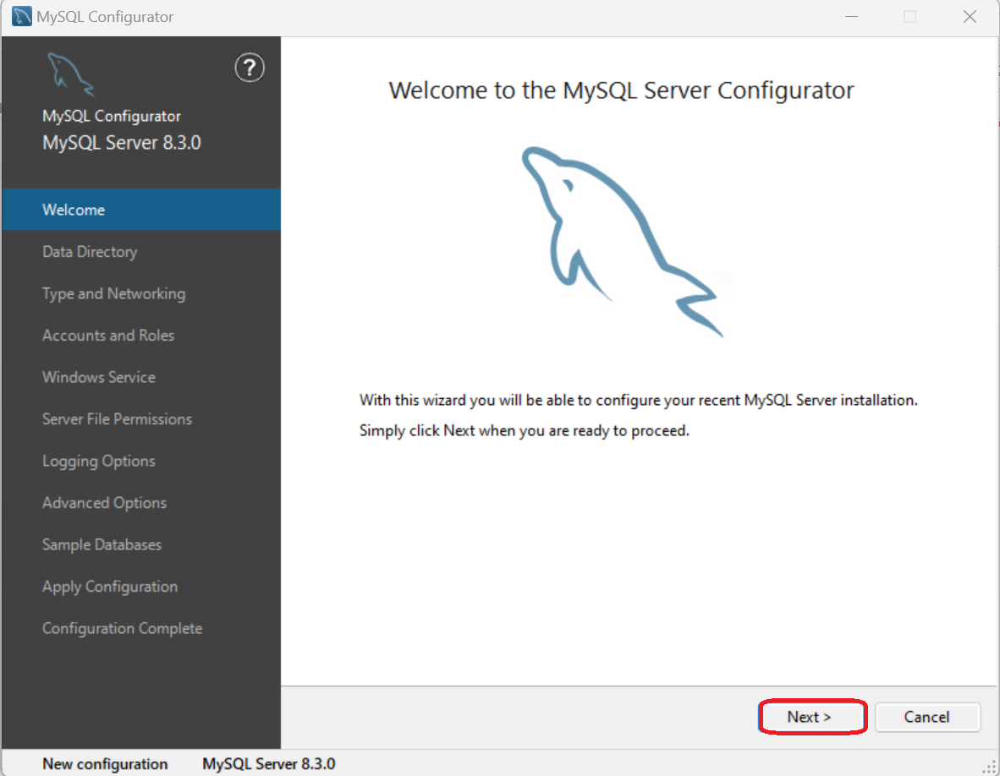 MySQL Configurator
?
MySQL Configurator
MySQL Server 8.3.0
Welcome
Data Directory
Type and Networking
Accounts and Roles
Windows Service
Server File Permissions
Logging Options
Advanced Options
Sample Databases
Apply Configuration
Configuration Complete
Welcome to the MySQL Server Configurator
With this wizard you will be able to configure your recent MySQL Server installation.
Simply click Next when you are ready to proceed.
Next >
Cancel
New configuration MySQL Server 8.3.0